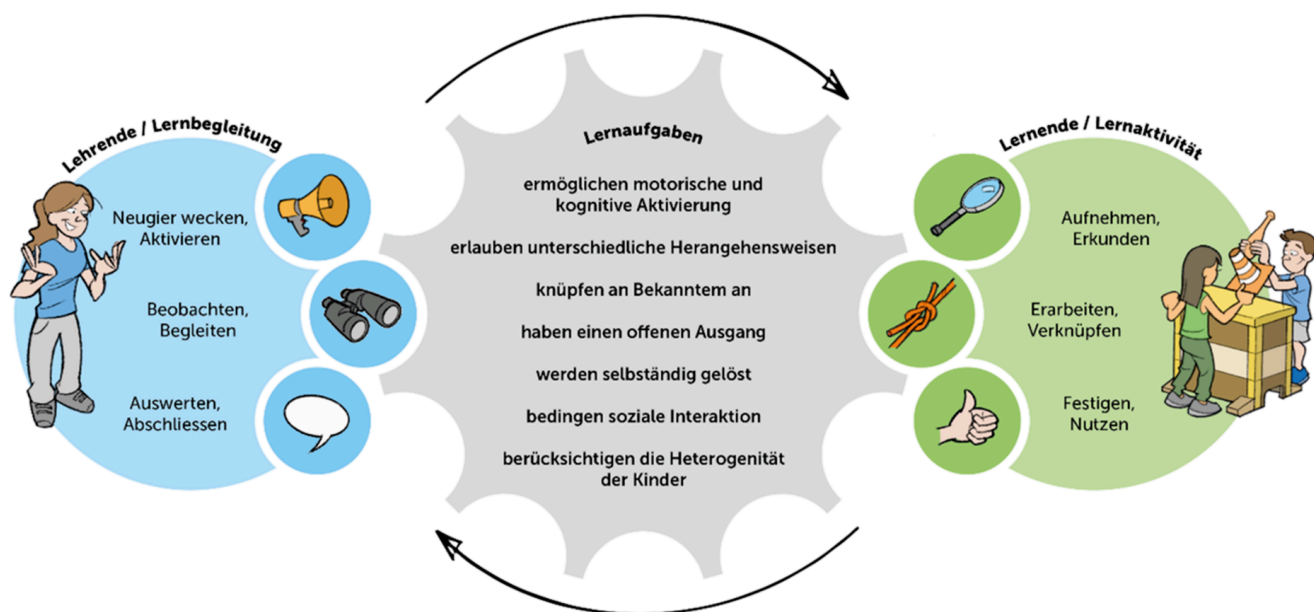 Lehrende / Lernbegleitung
Neugier wecken,
Aktivieren
Beobachten,
Begleiten
Auswerten,
Abschliessen
Lernaufgaben
ermöglichen motorische und
kognitive Aktivierung
erlauben unterschiedliche Herangehensweisen
knüpfen an Bekanntem an
haben einen offenen Ausgang
werden selbständig gelöst
bedingen soziale Interaktion
berücksichtigen die Heterogenität
der Kinder
Lernende / Lernaktivität
Aufnehmen,
Erkunden
Erarbeiten,
Verknüpfen
Festigen,
Nutzen